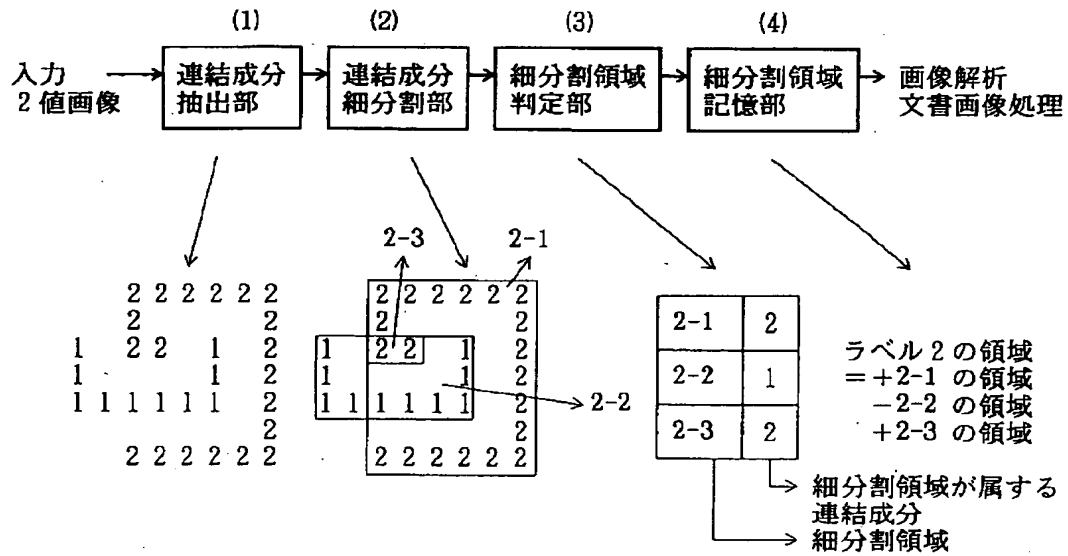 (1) (2) (3) (4)
入力
2値画像
連結成分
抽出部
連結成分
細分割部
細分割領域
判定部
細分割領域
記憶部
画像解析
文書画像処理
2 2 2 2 2 2
2 2
1 2 2 1 2
1 1 2
1 1 1 1 1 1 2
2
2 2 2 2 2 2
2-3 2-1
2 2 2 2 2 2
2 2
1 2 2 1 2
1 1 2
1 1 1 1 1 1 2
2
2 2 2 2 2 2
2-2
2-1 2
2-2 1
2-3 2
細分割領域が属する
連結成分
細分割領域
ラベル2の領域
=+2-1 の領域
-2-2 の領域
+2-3 の領域